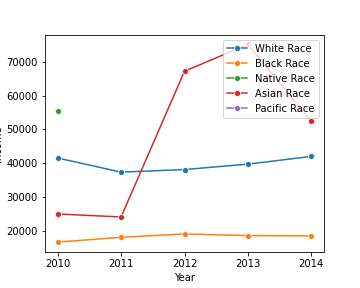 White Race
Black Race
Native Race
Asian Race
Pacific Race
70000
60000
50000
40000
30000
20000
2010
2011
2012
2013
2014
Year